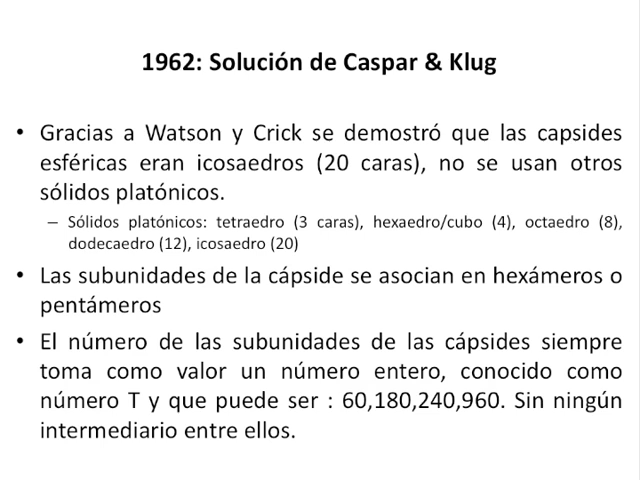 1962: Solución de Caspar & Klug
• Gracias a Watson y Crick se demostró que las capsides
esféricas eran icosaedros (20 caras), no se usan otros
sólidos platónicos.
– Sólidos platónicos: tetraedro (3 caras), hexaedro/cubo (4), octaedro (8),
dodecaedro (12), icosaedro (20)
• Las subunidades de la cápside se asocian en hexámeros o
pentámeros
• El número de las subunidades de las cápsides siempre
toma como valor un número entero, conocido como
número T y que puede ser : 60,180,240,960. Sin ningún
intermediario entre ellos.